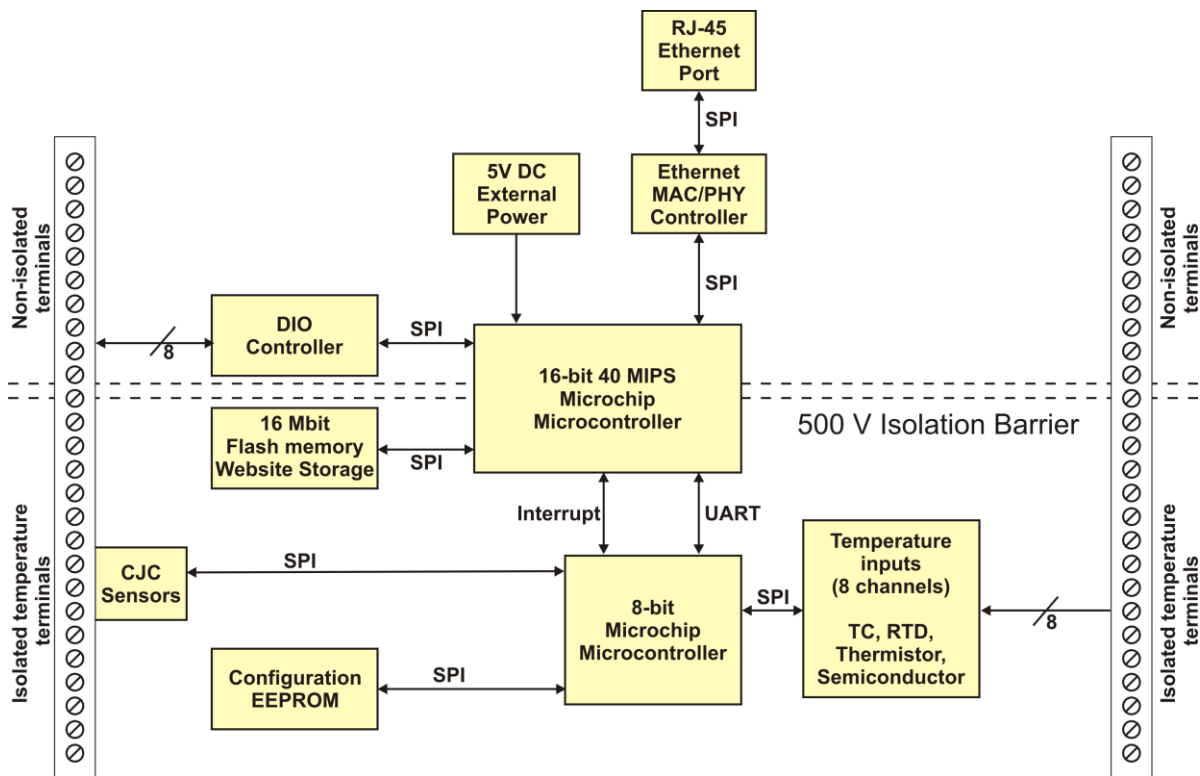 RJ-45
Ethernet
Port
SPI
5V DC
External
Power
Ethernet
MAC/PHY
Controller
SPI
Non-isolated
terminals
Non-isolated
terminals
DIO
Controller
SPI
8
16-bit 40 MIPS
Microchip
Microcontroller
500 V Isolation Barrier
16 Mbit
Flash memory
Website Storage
SPI
Interrupt
UART
Isolated temperature
terminals
Isolated temperature
terminals
CJC
Sensors
SPI
8-bit
Microchip
Microcontroller
SPI
Temperature
inputs
(8 channels)
TC, RTD,
Thermistor,
Semiconductor
8
Configuration
EEPROM
SPI